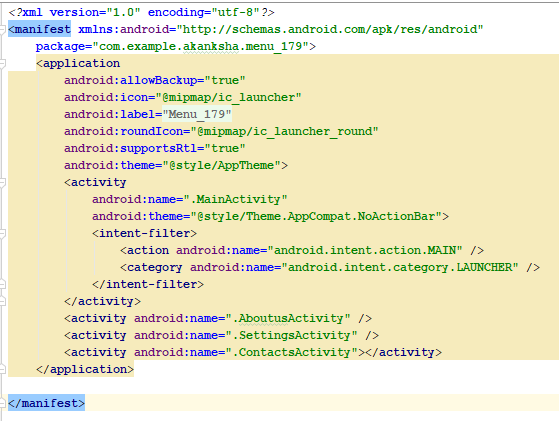 <?xml version="1.0" encoding="utf-8"?>
<manifest xmlns:android="http://schemas.android.com/apk/res/android"
package="com.example.akanksha.menu_179">
<application
android:allowBackup="true"
android:icon="@mipmap/ic_launcher"
android:label="Menu_179"
android:roundIcon="@mipmap/ic_launcher_round"
android:supportsRtl="true"
android:theme="@style/AppTheme">
<activity
android:name=".MainActivity"
android:theme="@style/Theme.AppCompat.NoActionBar">
<intent-filter>
<action android:name="android.intent.action.MAIN" />
<category android:name="android.intent.category.LAUNCHER" />
</intent-filter>
</activity>
<activity android:name=".AboutusActivity" />
<activity android:name=".SettingsActivity" />
<activity android:name=".ContactsActivity"></activity>
</application>
</manifest>